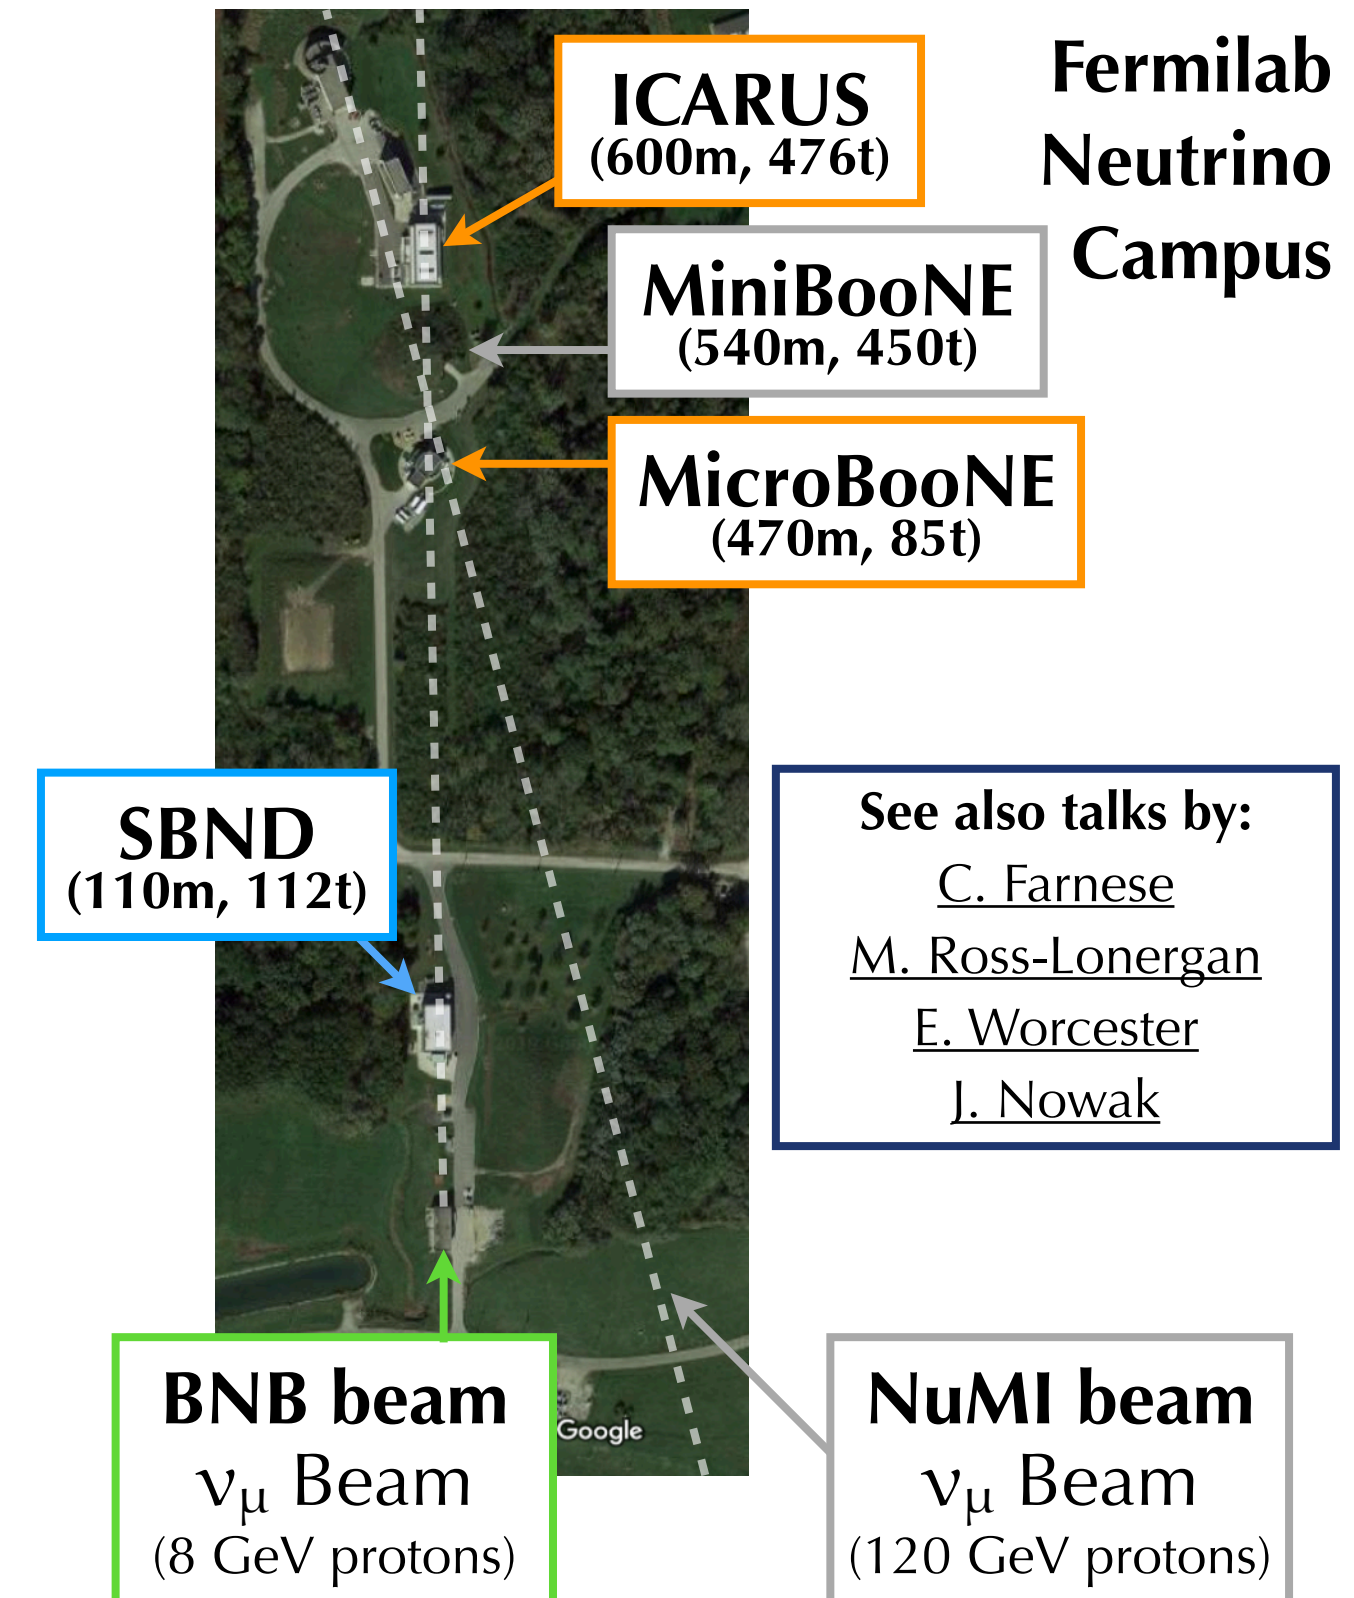 Fermilab
Neutrino
Campus
ICARUS
(600m, 476t)
MiniBooNE
(540m, 450t)
MicroBooNE
(470m, 85t)
SBND
(110m, 112t)
See also talks by:
C. Farnese
M. Ross-Lonergan
E. Worcester
J. Nowak
BNB beam
νμ Beam
(8 GeV protons)
Google
NuMI beam
νμ Beam
(120 GeV protons)